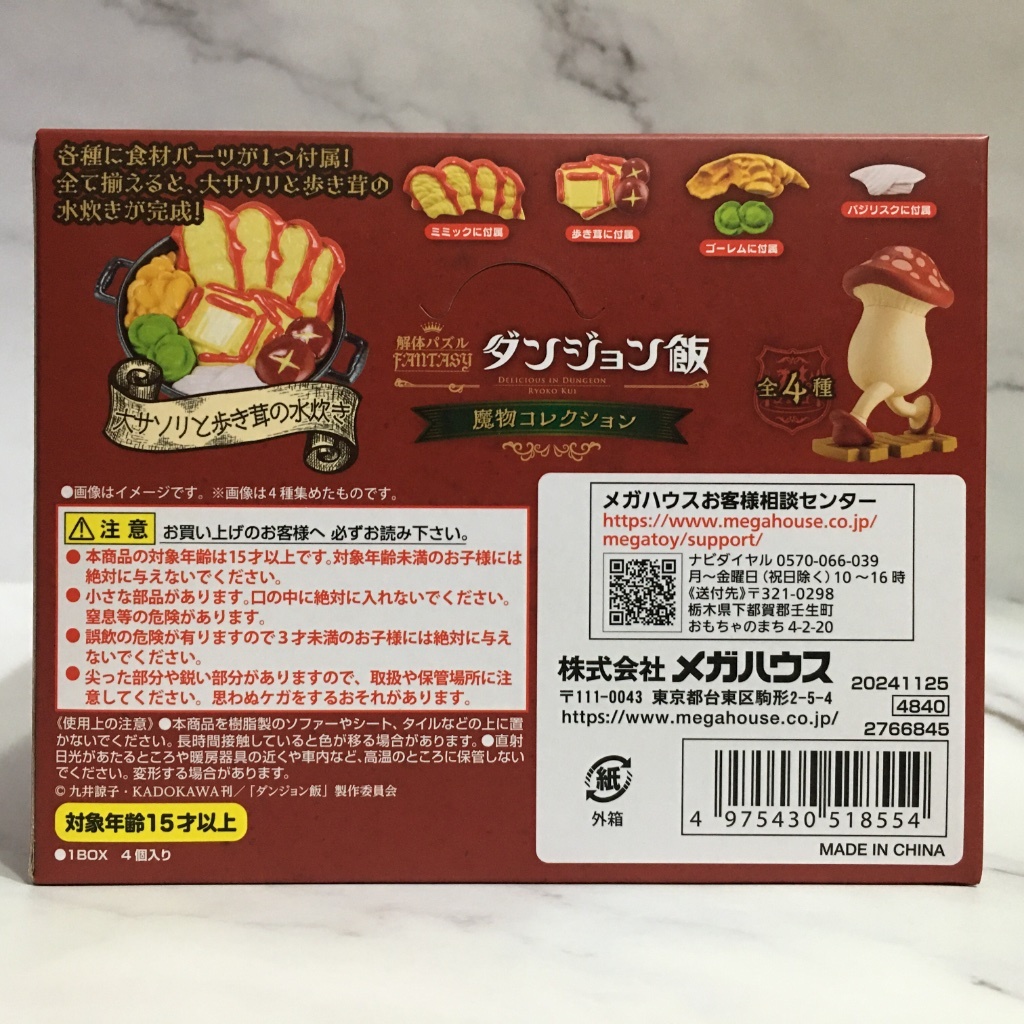 各種に食材パーツが1つ付属!
全て揃えると、大サソリと歩き茸の
水炊きが完成!
ミミックに付属
歩き茸に付属
ゴーレムに付属
バジリスクに付属
大サソリと歩き茸の水炊き
解体パズル
FANTASY
ダンジョン飯
DELICIOUS IN DUNGEON
RYOKO KUI
魔物コレクション
全4種
●画像はイメージです。※画像は4種集めたものです。
注意 お買い上げのお客様へ 必ずお読み下さい。
● 本商品の対象年齢は15才以上です。対象年齢未満のお子様には
絶対に与えないでください。
● 小さな部品があります。口の中に絶対に入れないでください。
窒息等の危険があります。
● 誤飲の危険が有りますので3才未満のお子様には絶対に与え
ないでください。
● 尖った部分や鋭い部分がありますので、取扱や保管場所に注
意してください。思わぬケガをするおそれがあります。
《使用上の注意》●本商品を樹脂製のソファーやシート、タイルなどの上に置
かないでください。長時間接触していると色が移る場合があります。●直射
日光があたるところや暖房器具の近くや車内など、高温のところに保管しない
でください。変形する場合があります。
© 九井諒子・KADOKAWA刊/「ダンジョン飯」製作委員会
対象年齢15才以上
●1BOX 4個入り
メガハウスお客様相談センター
https://www.megahouse.co.jp/
megatoy/support/
ナビダイヤル 0570-066-039
月〜金曜日(祝日除く)10〜16時
《送付先》〒321-0298
栃木県下都賀郡壬生町
おもちゃのまち4-2-20
株式会社 メガハウス
〒111-0043 東京都台東区駒形2-5-4
https://www.megahouse.co.jp/
20241125
4840
2766845
紙
外箱
4 975430 518554
MADE IN CHINA